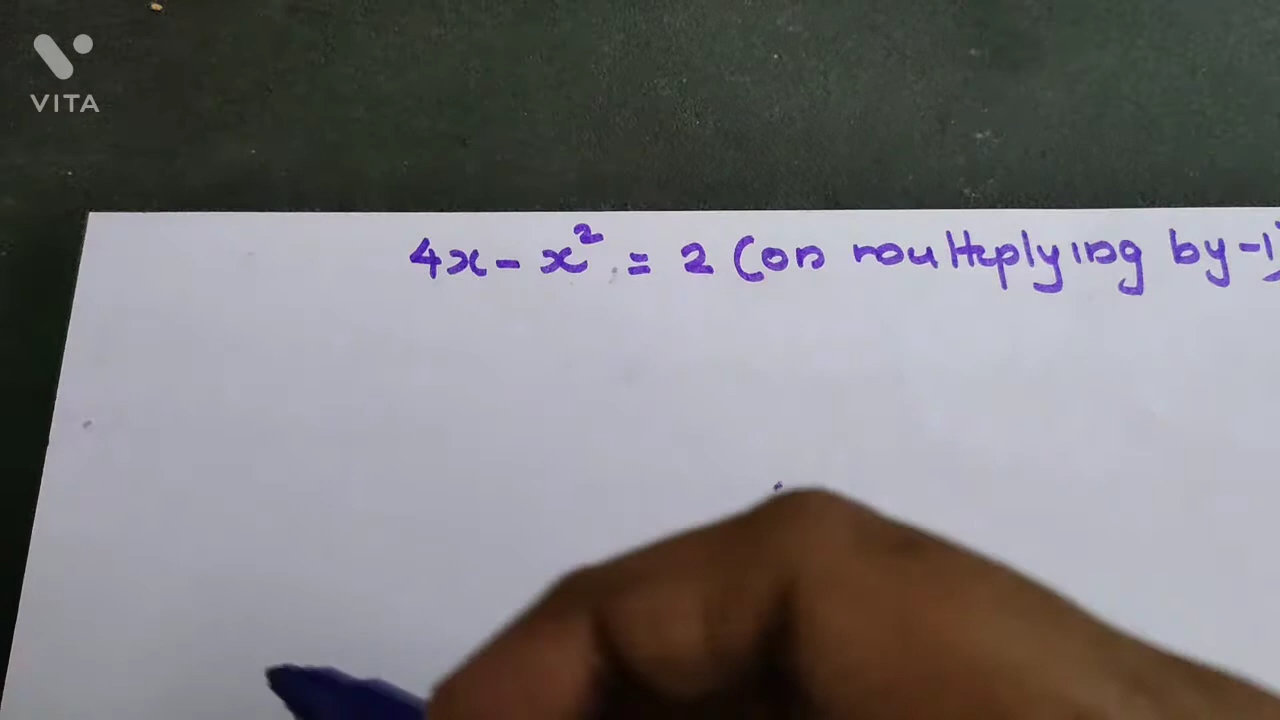 VITA
4x - x² = 2 (on multiplying by -1)